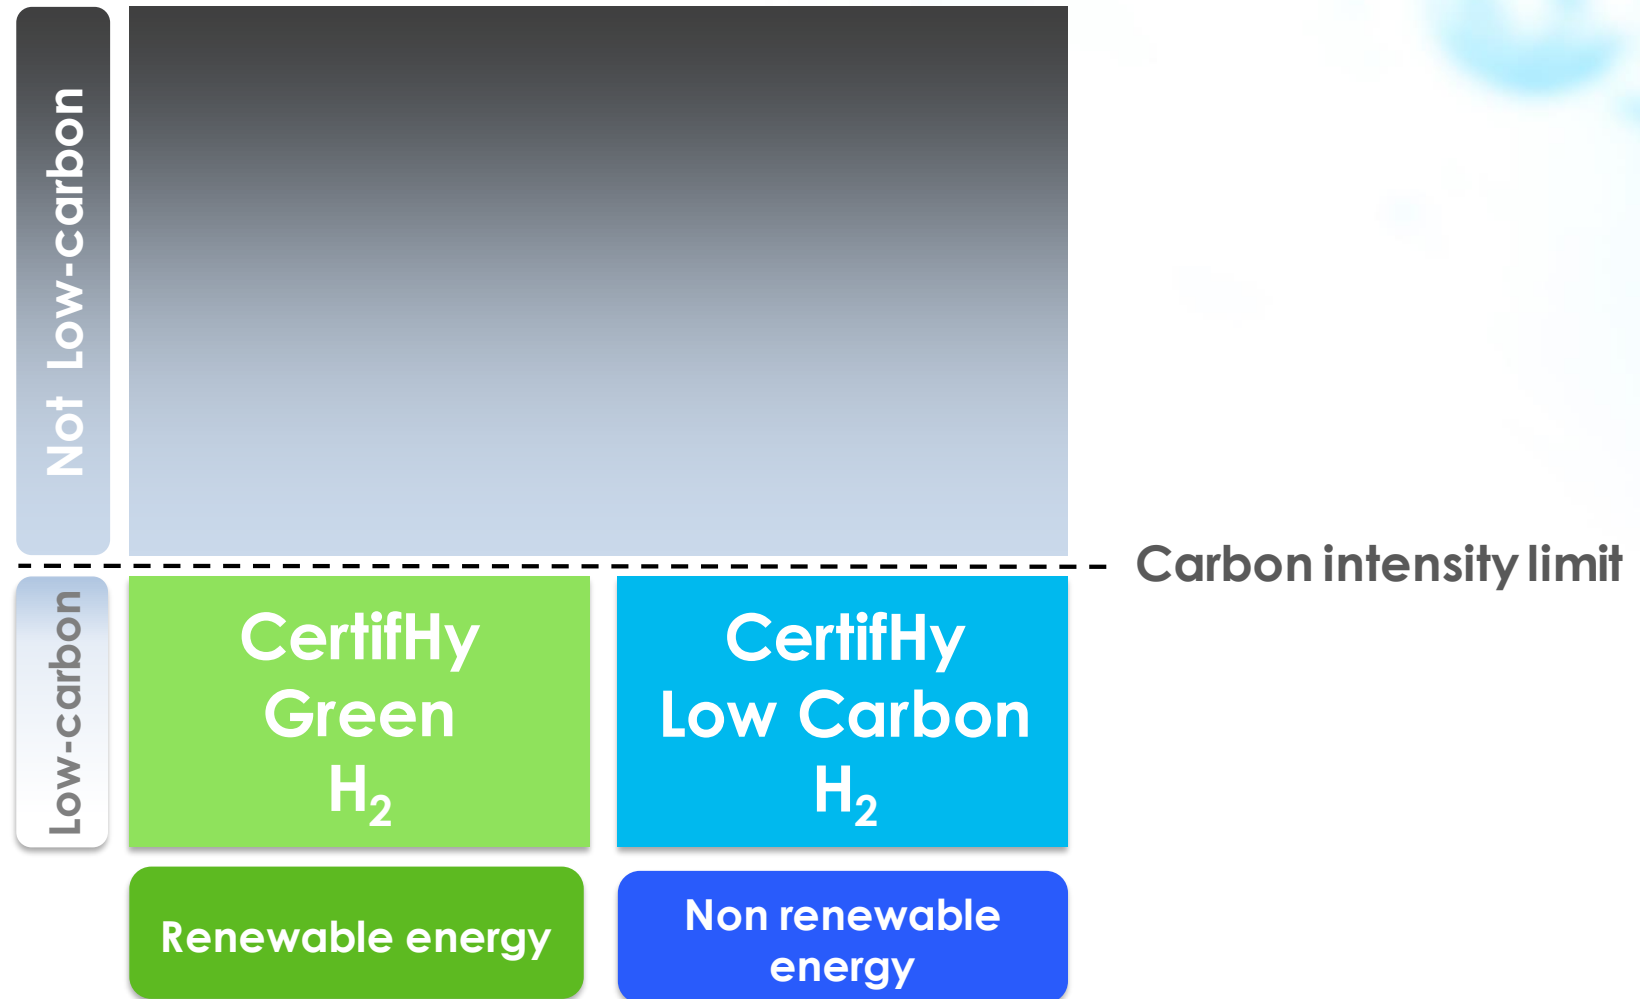 Not Low-carbon
Carbon intensity limit
Low-carbon
CertifHy
Green
H₂
CertifHy
Low Carbon
H₂
Renewable energy
Non renewable
energy